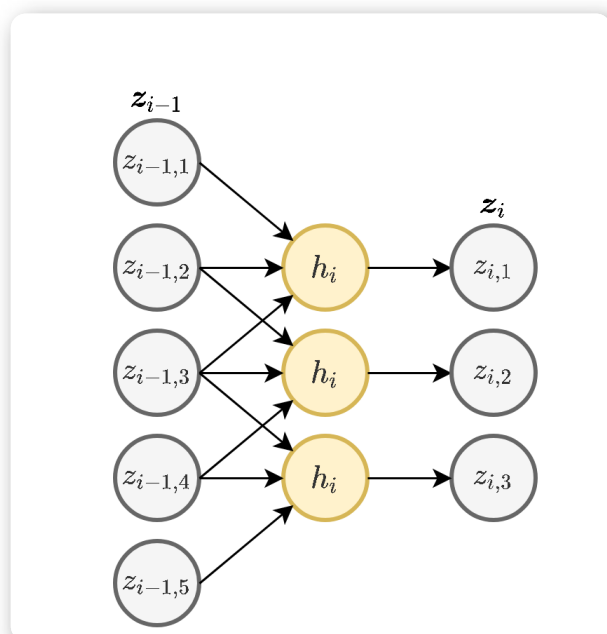 z_{i-1}
z_{i-1,1}
z_i
z_{i-1,2} h_i z_{i,1}
z_{i-1,3} h_i z_{i,2}
z_{i-1,4} h_i z_{i,3}
z_{i-1,5}